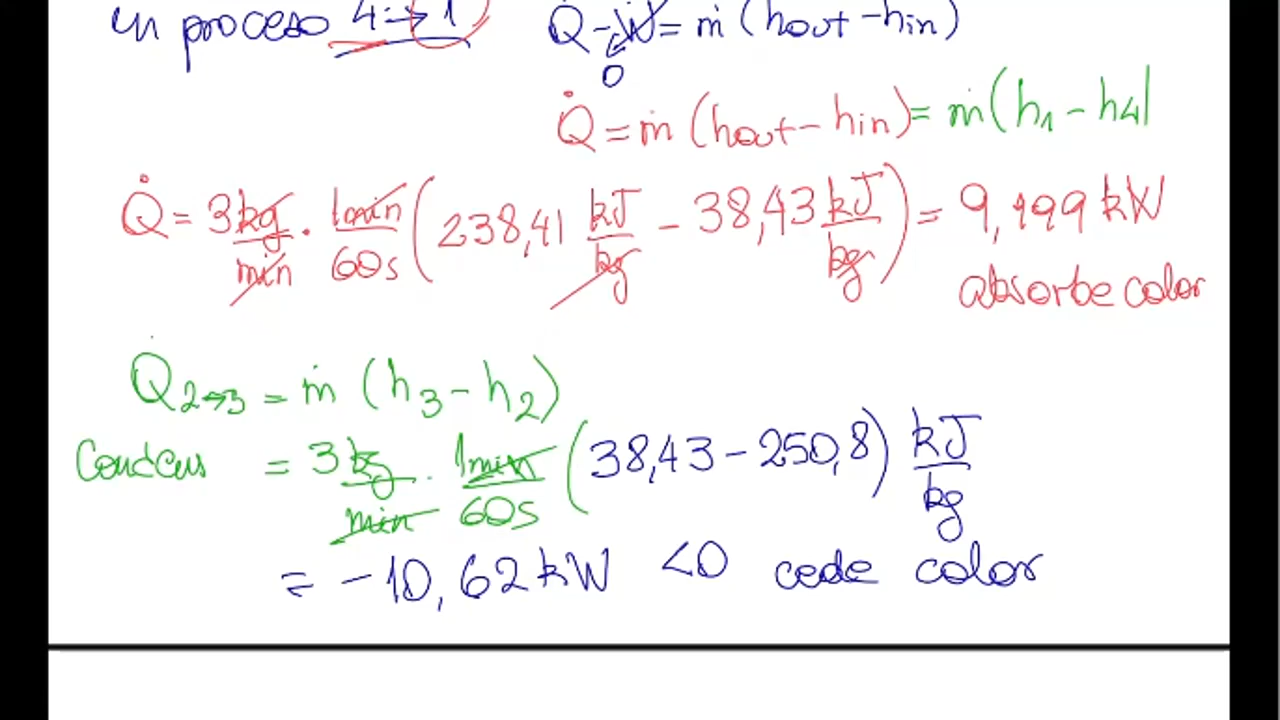 en proceso 4→1 Q̇ - Ẇ = ṁ (hout - hin)
0
Q̇ = ṁ (hout - hin) = ṁ (h1 - h4)
Q̇ = 3 kg/min · 1min/60s (238,41 kJ/kg - 38,43 kJ/kg) = 9,999 kW
absorbe calor
Q̇2→3 = ṁ (h3 - h2)
Condens = 3 kg/min · 1min/60s (38,43 - 250,8) kJ/kg
= -10,62 kW <0 cede calor